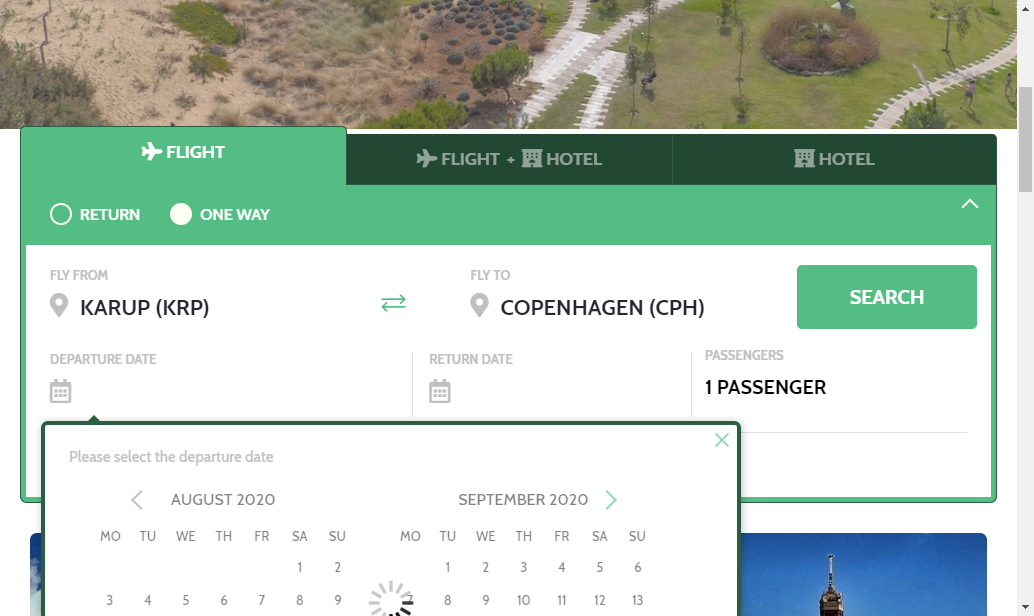 FLIGHT
FLIGHT + HOTEL
HOTEL
RETURN
ONE WAY
FLY FROM
KARUP (KRP)
FLY TO
COPENHAGEN (CPH)
SEARCH
DEPARTURE DATE
RETURN DATE
PASSENGERS
1 PASSENGER
Please select the departure date
AUGUST 2020
MO TU WE TH FR SA SU
1 2
3 4 5 6 7 8 9
SEPTEMBER 2020
MO TU WE TH FR SA SU
1 2 3 4 5 6
7 8 9 10 11 12 13